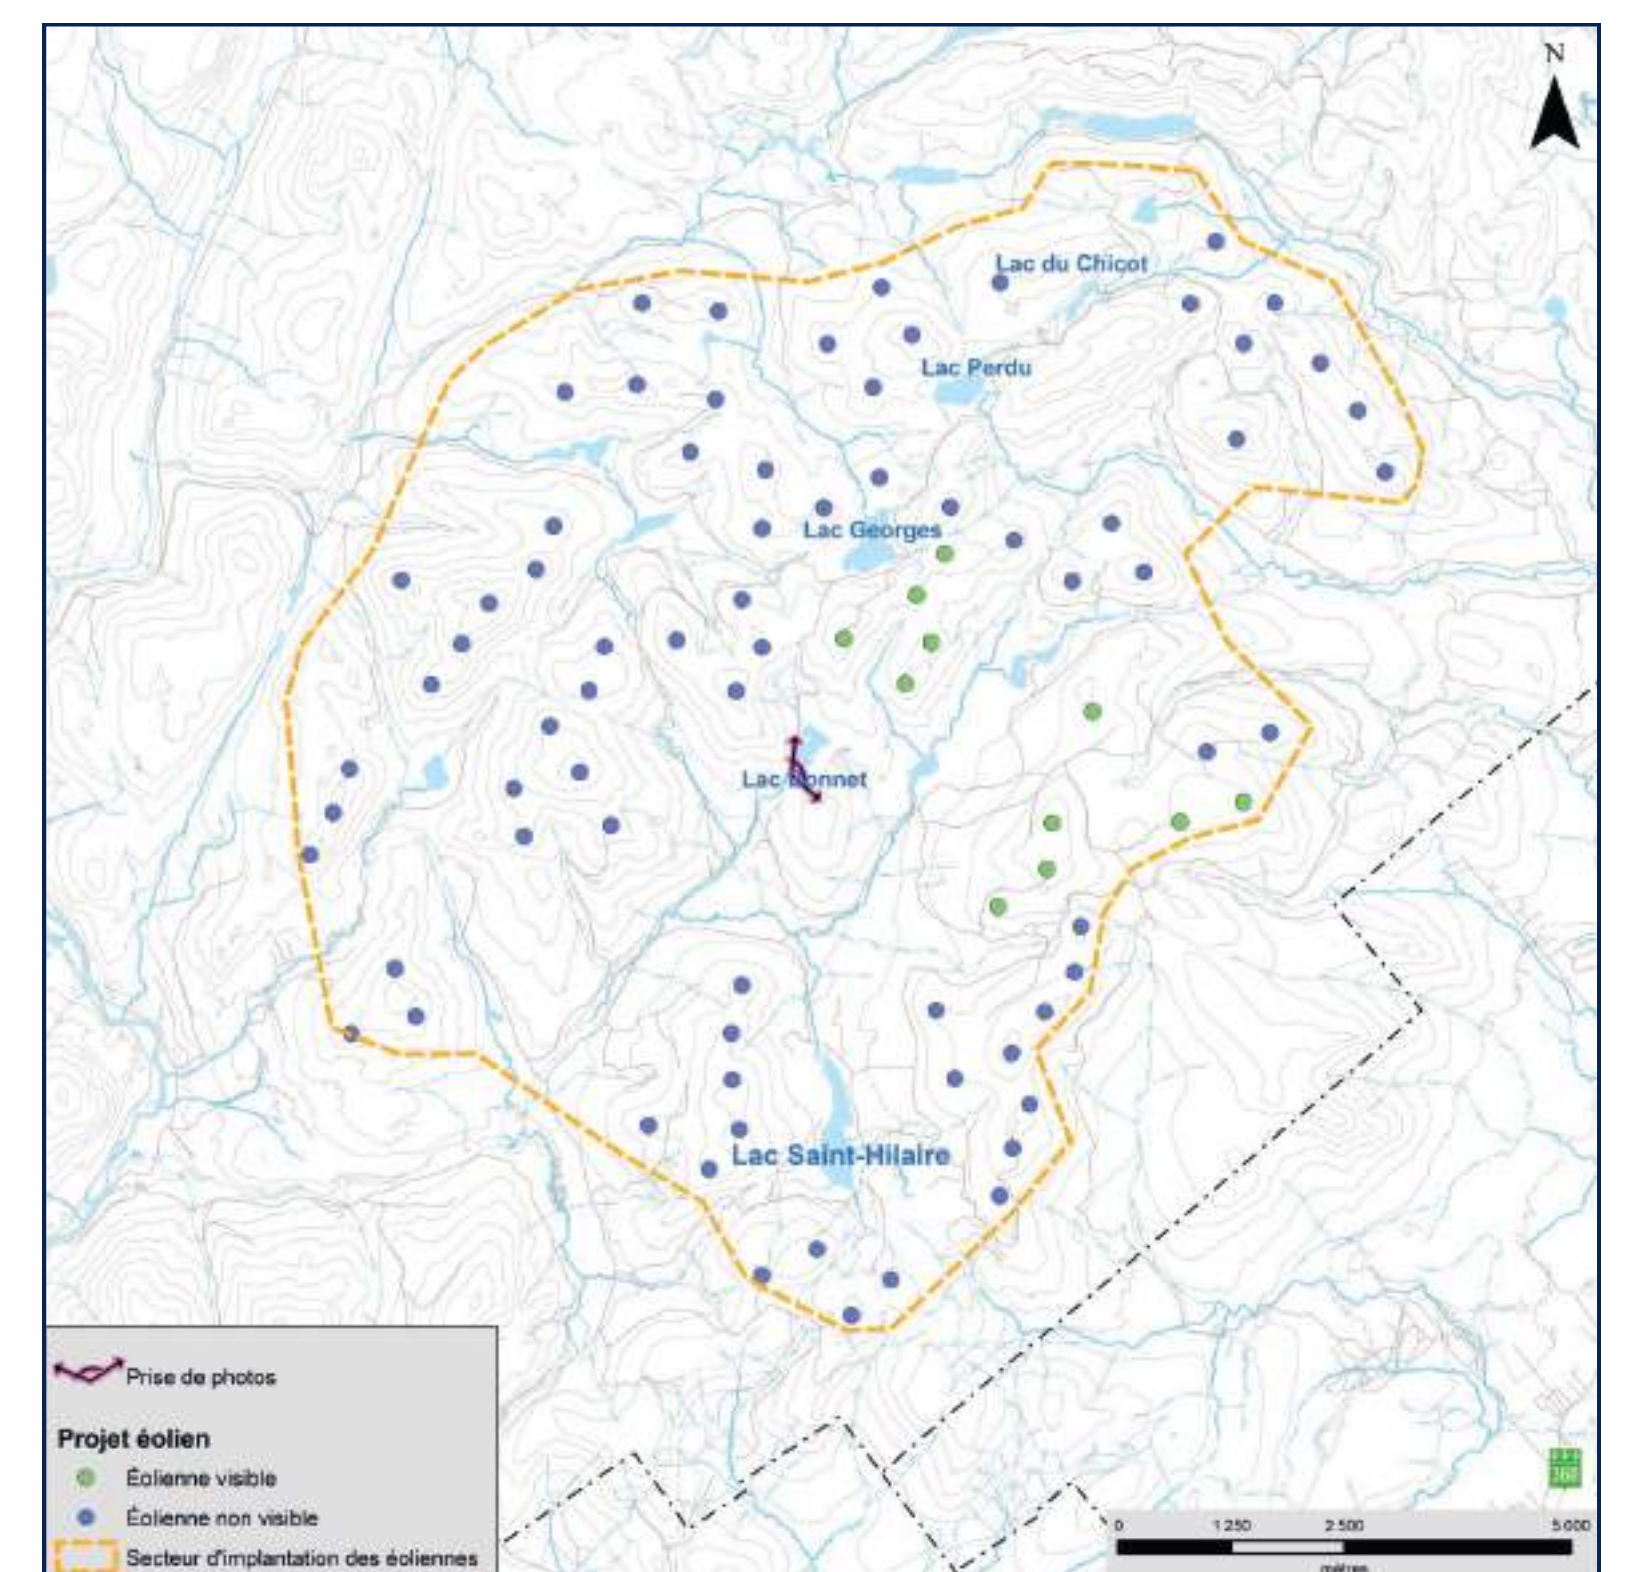 N
Lac du Chicot
Lac Perdu
Lac Georges
Lac Bonnet
Lac Saint-Hilaire
Prise de photos
Projet éolien
Éolienne visible
Éolienne non visible
Secteur d'implantation des éoliennes
360
0 1 250 2 500 5 000
mètres